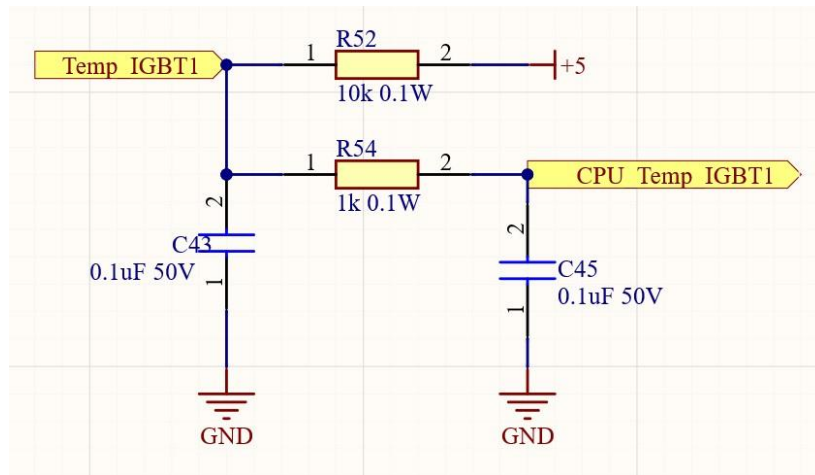 R52
Temp IGBT1
1
2
+5
10k 0.1W
R54
1
2
CPU Temp IGBT1
1k 0.1W
2
C43
0.1uF 50V
1
2
C45
0.1uF 50V
1
GND
GND